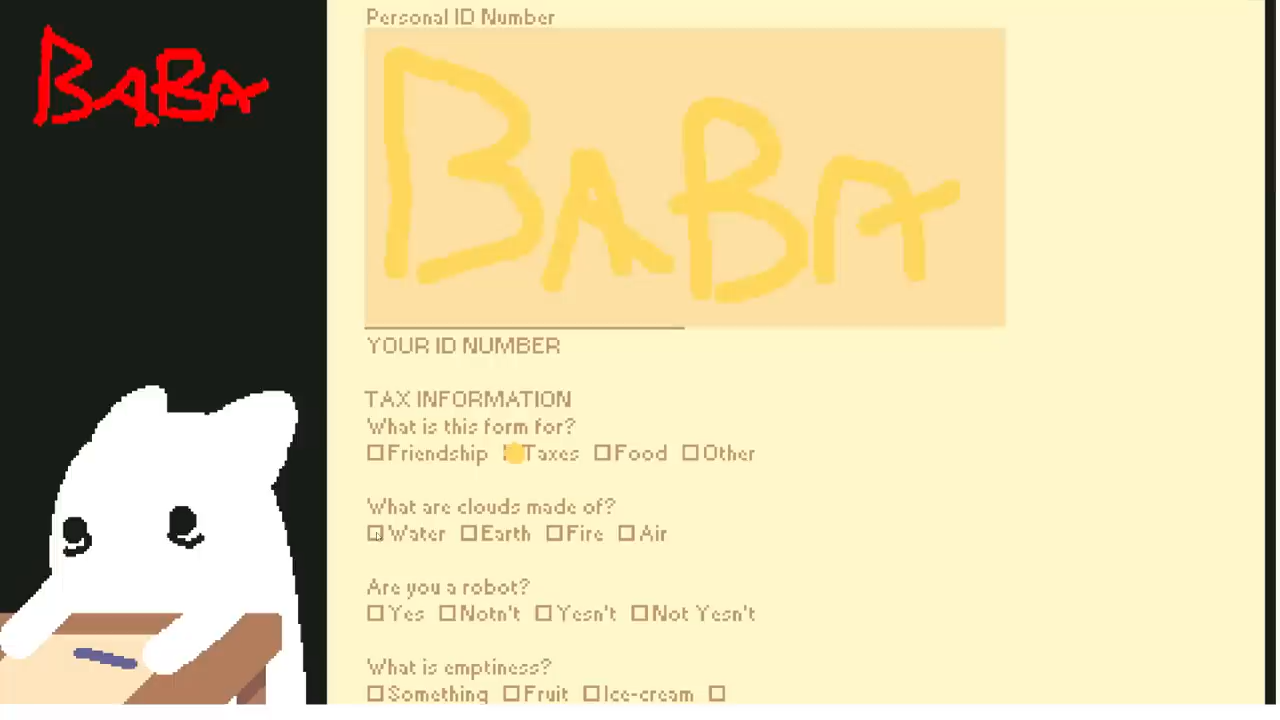 BABA
Personal ID Number
BABA
YOUR ID NUMBER
TAX INFORMATION
What is this form for?
Friendship Taxes Food Other
What are clouds made of?
Water Earth Fire Air
Are you a robot?
Yes Notn't Yesn't Not Yesn't
What is emptiness?
Something Fruit Ice-cream